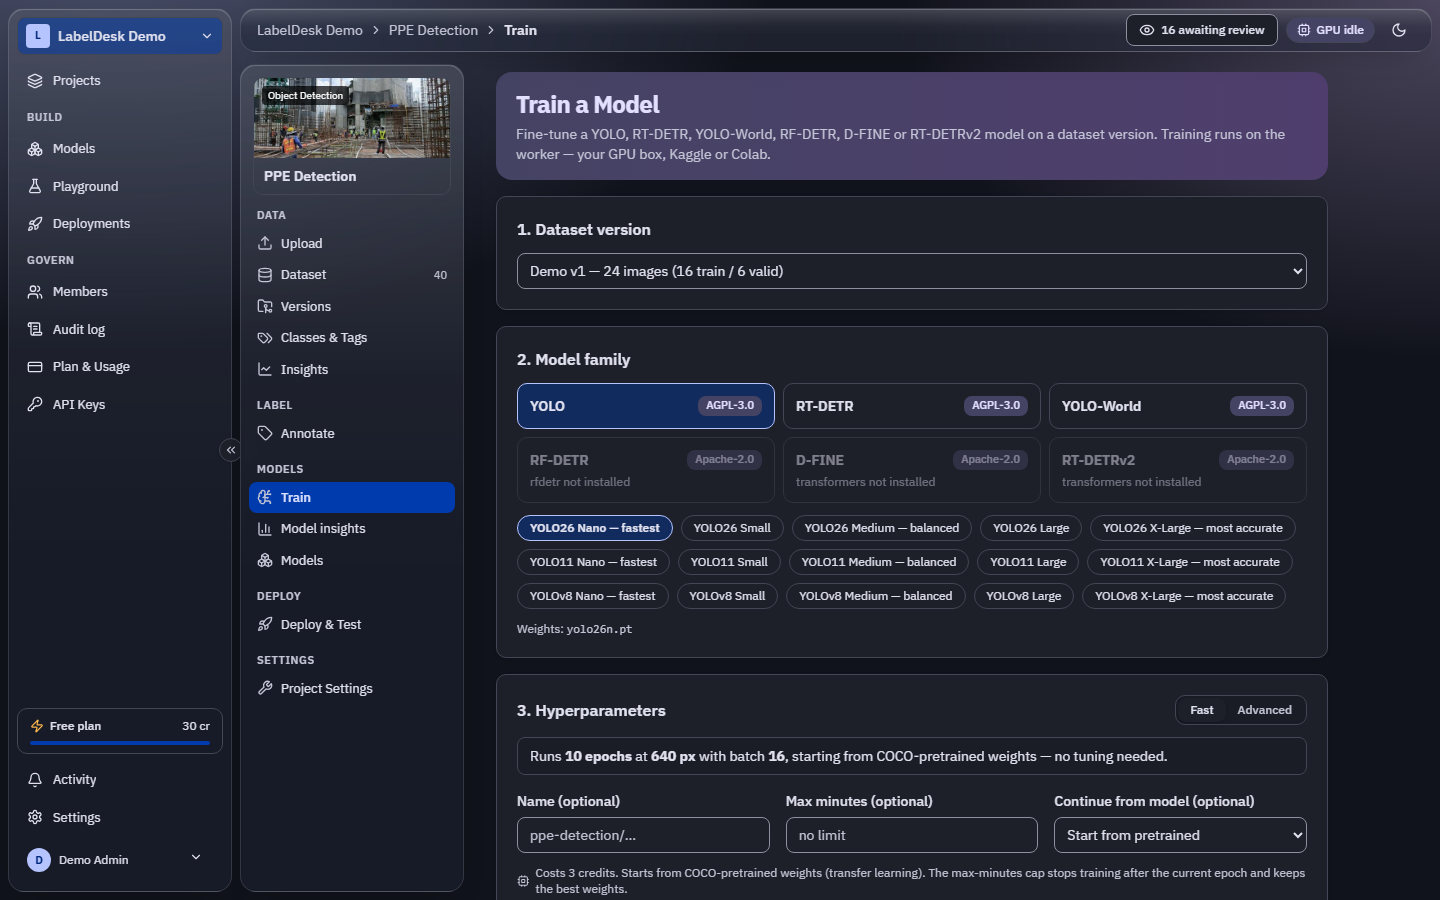 L LabelDesk Demo
Projects
BUILD
Models
Playground
Deployments
GOVERN
Members
Audit log
Plan & Usage
API Keys
Free plan 30 cr
Activity
Settings
D Demo Admin
LabelDesk Demo > PPE Detection > Train
16 awaiting review
GPU idle
Object Detection
PPE Detection
DATA
Upload
Dataset 40
Versions
Classes & Tags
Insights
LABEL
Annotate
MODELS
Train
Model insights
Models
DEPLOY
Deploy & Test
SETTINGS
Project Settings
Train a Model
Fine-tune a YOLO, RT-DETR, YOLO-World, RF-DETR, D-FINE or RT-DETRv2 model on a dataset version. Training runs on the
worker — your GPU box, Kaggle or Colab.
1. Dataset version
Demo v1 — 24 images (16 train / 6 valid)
2. Model family
YOLO AGPL-3.0 RT-DETR AGPL-3.0 YOLO-World AGPL-3.0
RF-DETR Apache-2.0 D-FINE Apache-2.0 RT-DETRv2 Apache-2.0
rfdetr not installed transformers not installed transformers not installed
YOLO26 Nano — fastest YOLO26 Small YOLO26 Medium — balanced YOLO26 Large YOLO26 X-Large — most accurate
YOLO11 Nano — fastest YOLO11 Small YOLO11 Medium — balanced YOLO11 Large YOLO11 X-Large — most accurate
YOLOv8 Nano — fastest YOLOv8 Small YOLOv8 Medium — balanced YOLOv8 Large YOLOv8 X-Large — most accurate
Weights: yolo26n.pt
3. Hyperparameters Fast Advanced
Runs 10 epochs at 640 px with batch 16, starting from COCO-pretrained weights — no tuning needed.
Name (optional) Max minutes (optional) Continue from model (optional)
ppe-detection/... no limit Start from pretrained
Costs 3 credits. Starts from COCO-pretrained weights (transfer learning). The max-minutes cap stops training after the current epoch and keeps
the best weights.